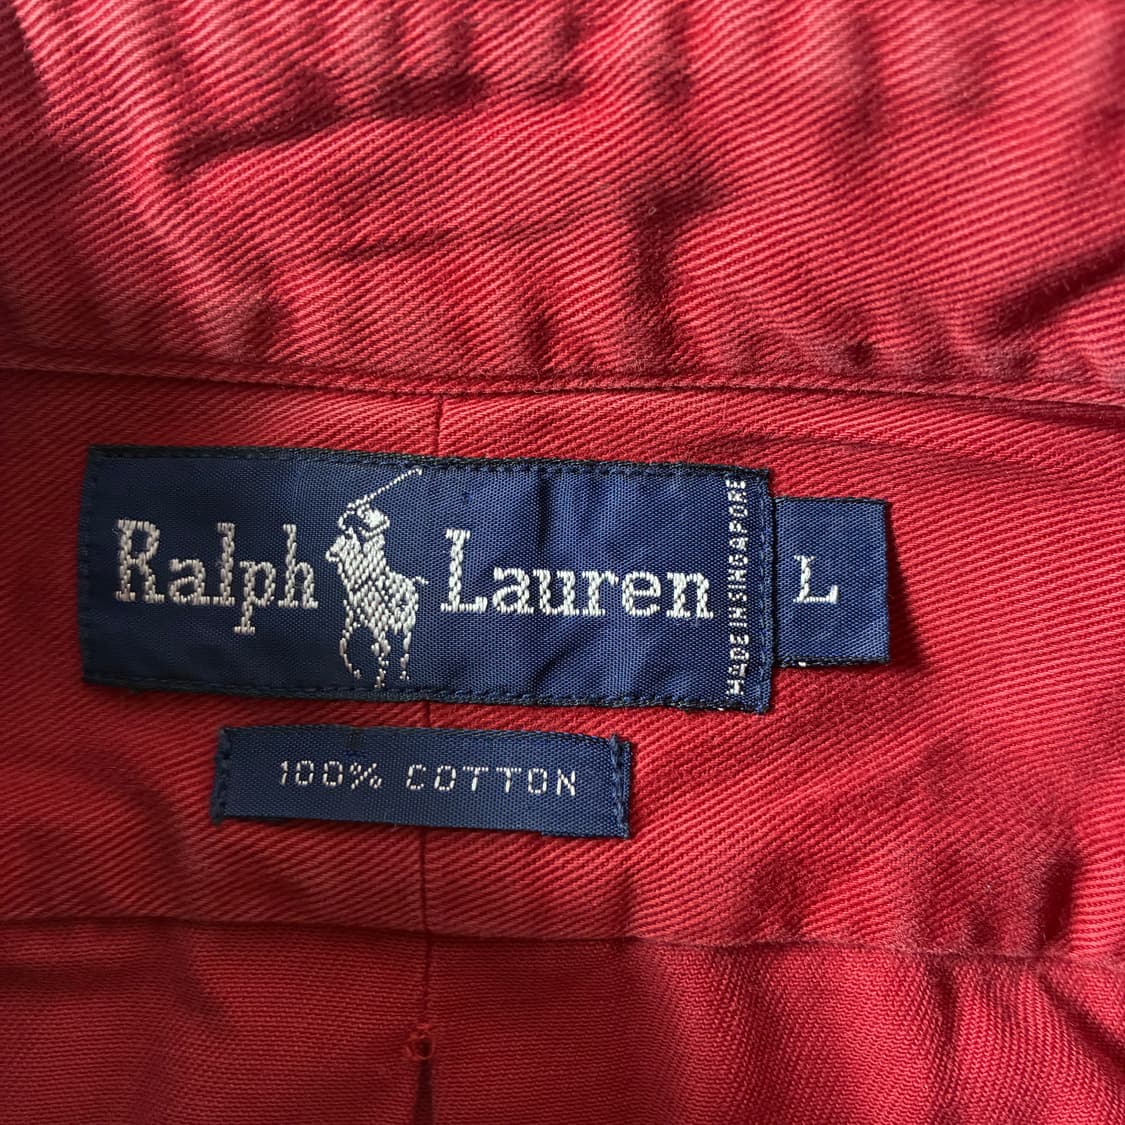 Ralph Lauren
MADE IN SINGAPORE
L
100% COTTON